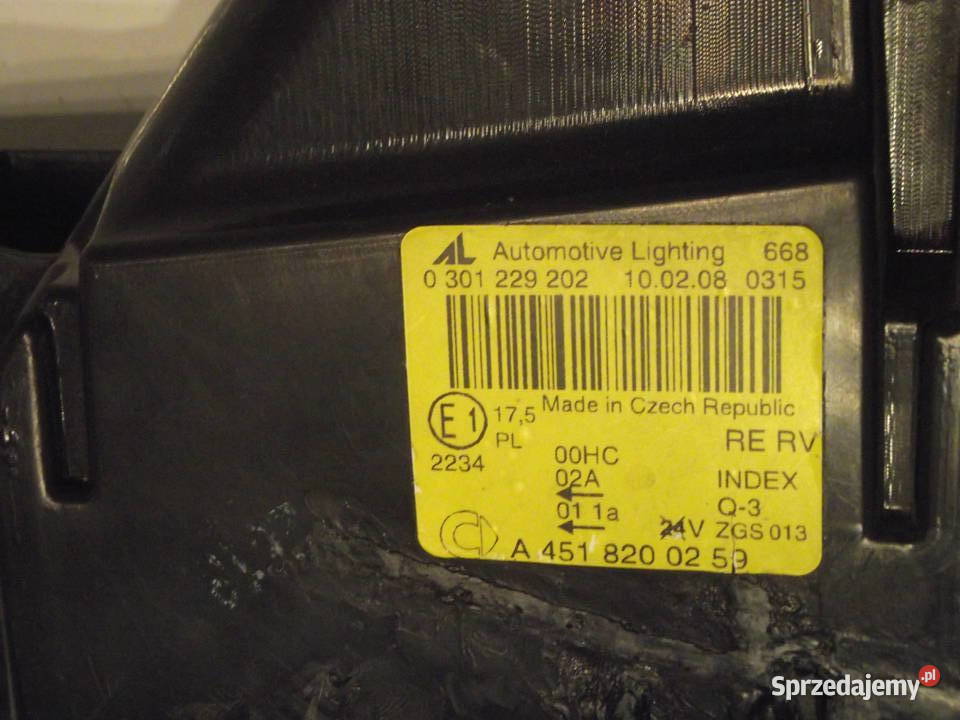 AL Automotive Lighting 668
0 301 229 202 10.02.08 0315
Made in Czech Republic
E1 17,5
PL
2234
00HC
02A
01 1a
RE RV
INDEX
Q-3
24V ZGS 013
A 451 820 02 59
Sprzedajemy.pl